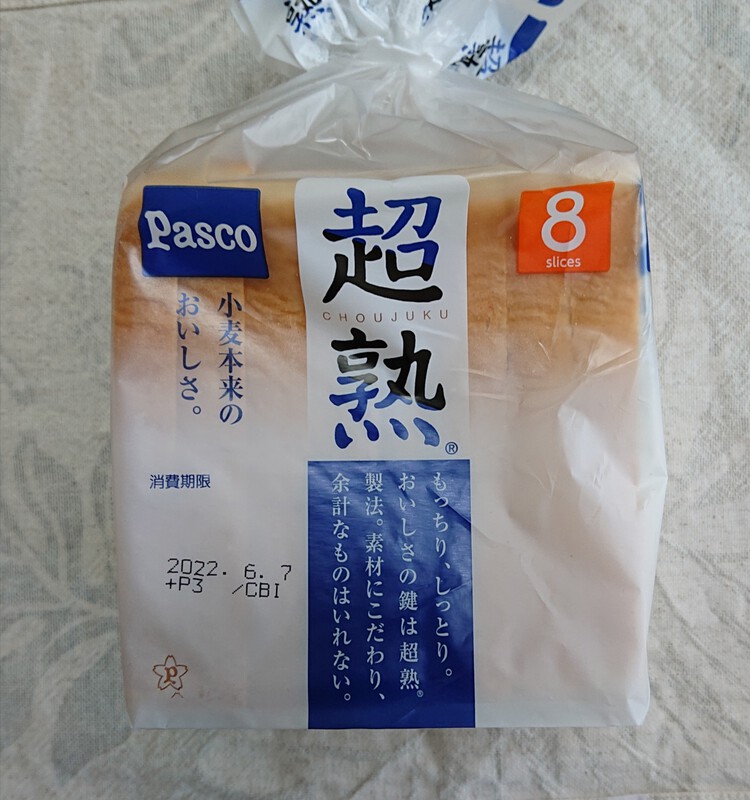 超熟
Pasco
超熟
CHOUJUKU
®
8
slices
小麦本来の
おいしさ。
消費期限
2022. 6. 7
+P3 /CBI
もっちり、しっとり。
おいしさの鍵は超熟®
製法。素材にこだわり、
余計なものはいれない。
P